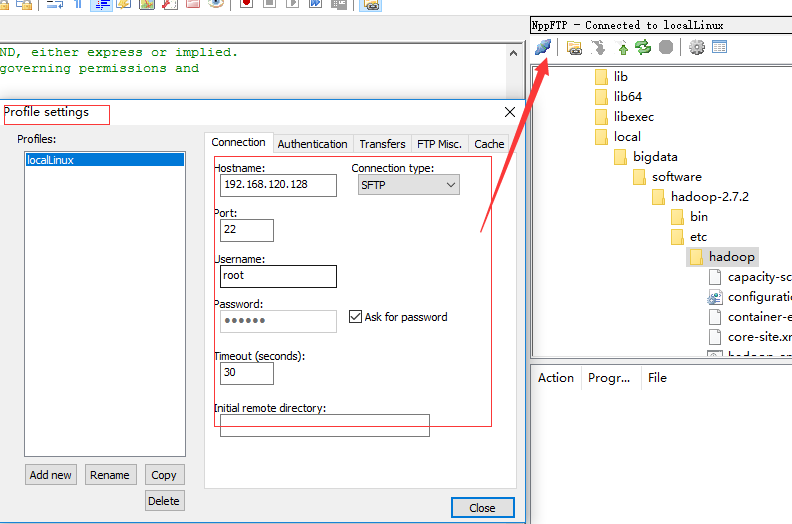 ND, either express or implied.
governing permissions and
NppFTP - Connected to localLinux
lib
lib64
libexec
local
bigdata
software
hadoop-2.7.2
bin
etc
hadoop
capacity-sc
configuratio
container-e
core-site.xm
Action Progr... File
Profile settings
Profiles:
localLinux
Add new Rename Copy
Delete
Connection Authentication Transfers FTP Misc. Cache
Hostname: Connection type:
192.168.120.128 SFTP
Port:
22
Username:
root
Password:
●●●●●● Ask for password
Timeout (seconds):
30
Initial remote directory:
Close